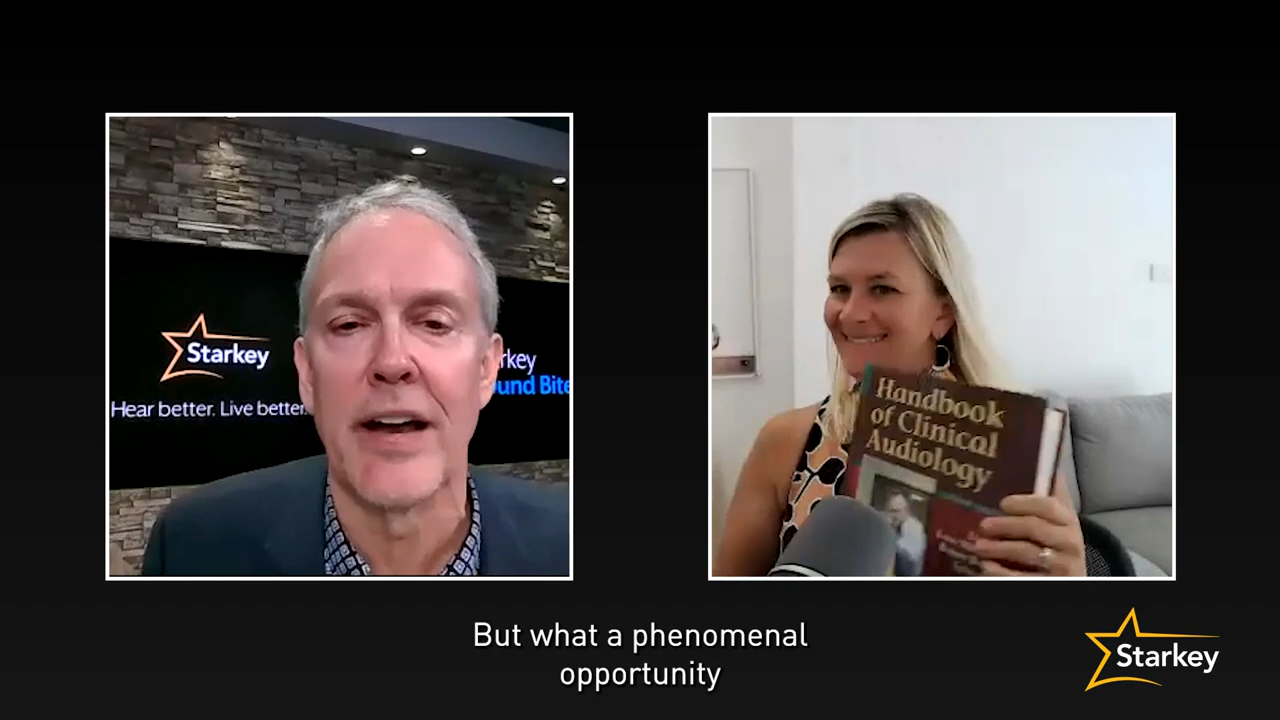 Starkey
Hear better. Live better.
rkey
und Bite
Handbook
of Clinical
Audiology
But what a phenomenal
opportunity
Starkey